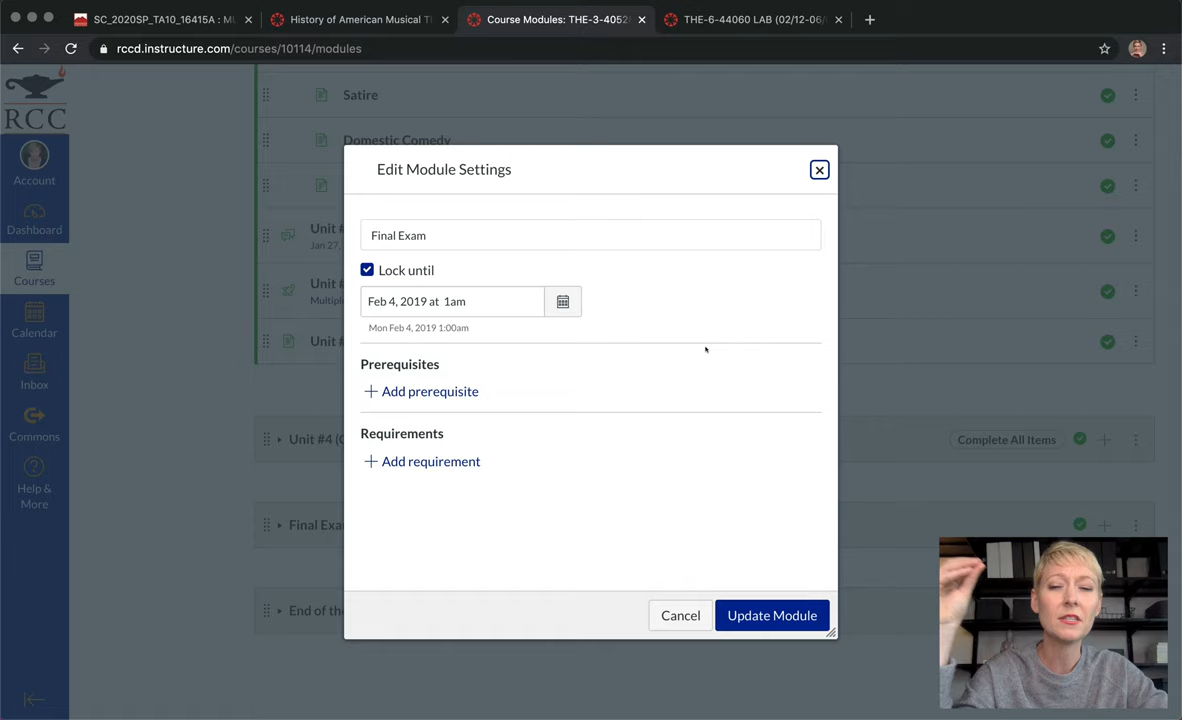 SC_2020SP_TA10_16415A : M
History of American Musical Th
Course Modules: THE-3-4052
THE-6-44060 LAB (02/12-06/
rccd.instructure.com/courses/10114/modules
RCC
Account
Dashboard
Courses
Calendar
Inbox
Commons
Help &
More
Satire
Domestic Comedy
Unit #
Jan 27,
Unit #
Multiple
Unit #
Unit #4 (
Complete All Items
Final Exa
End of the
Edit Module Settings
Final Exam
Lock until
Feb 4, 2019 at 1am
Mon Feb 4, 2019 1:00am
Prerequisites
+ Add prerequisite
Requirements
+ Add requirement
Cancel
Update Module